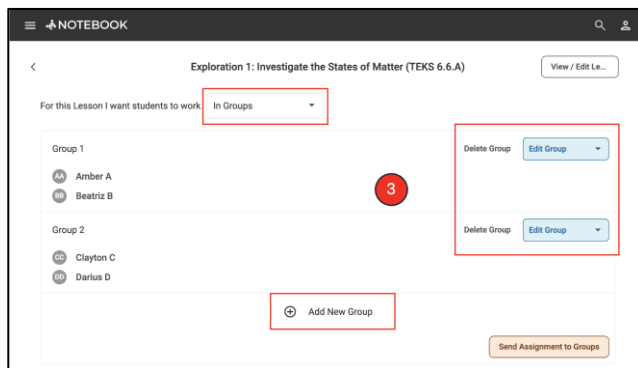 NOTEBOOK
Exploration 1: Investigate the States of Matter (TEKS 6.6.A)
View / Edit Le...
For this Lesson I want students to work In Groups
Group 1
Delete Group Edit Group
AA Amber A
BB Beatriz B
3
Group 2
Delete Group Edit Group
CC Clayton C
DD Darius D
Add New Group
Send Assignment to Groups